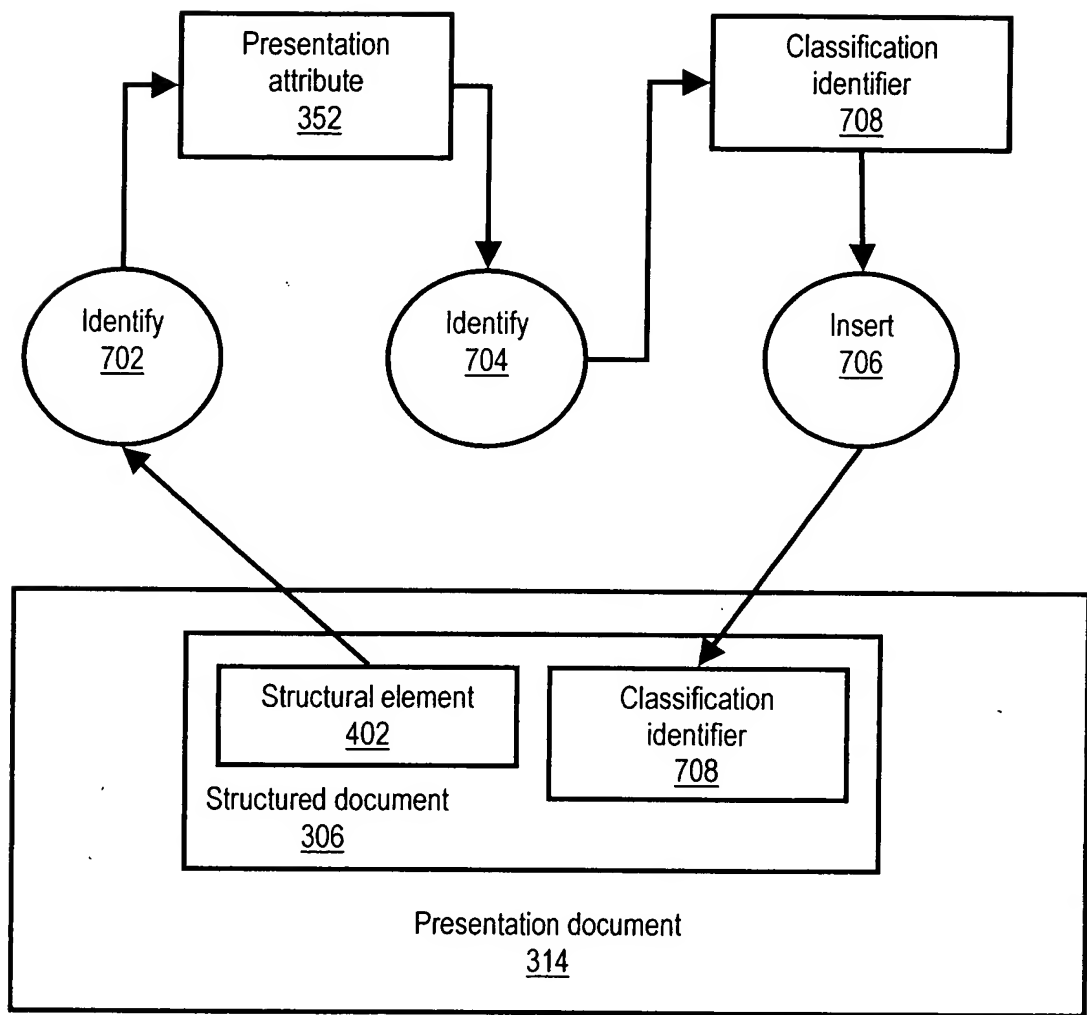 Presentation
attribute
352
Classification
identifier
708
Identify
702
Identify
704
Insert
706
Structural element
402
Classification
identifier
708
Structured document
306
Presentation document
314